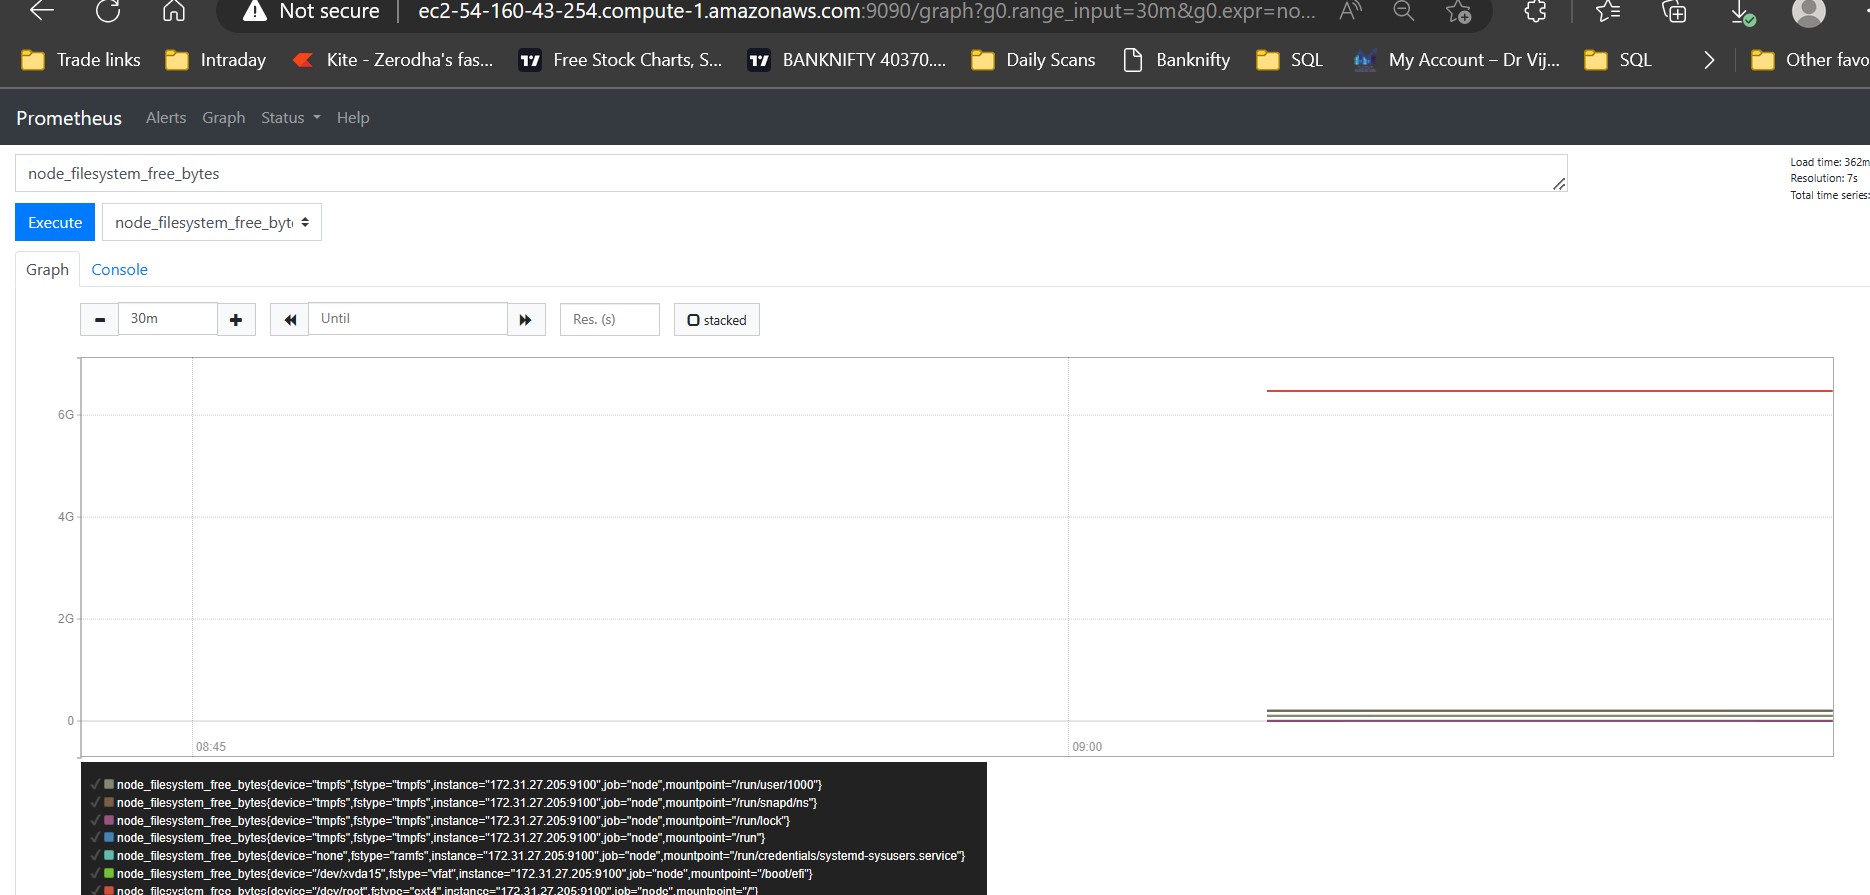 Not secure | ec2-54-160-43-254.compute-1.amazonaws.com:9090/graph?g0.range_input=30m&g0.expr=no...
Trade links Intraday Kite - Zerodha's fas... Free Stock Charts, S... BANKNIFTY 40370.... Daily Scans Banknifty SQL My Account – Dr Vij... SQL Other favo
Prometheus Alerts Graph Status Help
node_filesystem_free_bytes
Load time: 362m
Resolution: 7s
Total time series:
Execute node_filesystem_free_byt
Graph Console
30m Until Res. (s) stacked
6G
4G
2G
0
08:45 09:00
node_filesystem_free_bytes{device="tmpfs",fstype="tmpfs",instance="172.31.27.205:9100",job="node",mountpoint="/run/user/1000"}
node_filesystem_free_bytes{device="tmpfs",fstype="tmpfs",instance="172.31.27.205:9100",job="node",mountpoint="/run/snapd/ns"}
node_filesystem_free_bytes{device="tmpfs",fstype="tmpfs",instance="172.31.27.205:9100",job="node",mountpoint="/run/lock"}
node_filesystem_free_bytes{device="tmpfs",fstype="tmpfs",instance="172.31.27.205:9100",job="node",mountpoint="/run"}
node_filesystem_free_bytes{device="none",fstype="ramfs",instance="172.31.27.205:9100",job="node",mountpoint="/run/credentials/systemd-sysusers.service"}
node_filesystem_free_bytes{device="/dev/xvda15",fstype="vfat",instance="172.31.27.205:9100",job="node",mountpoint="/boot/efi"}
node_filesystem_free_bytes{device="/dev/root",fstype="ext4",instance="172.31.27.205:9100",job="node",mountpoint="/"}